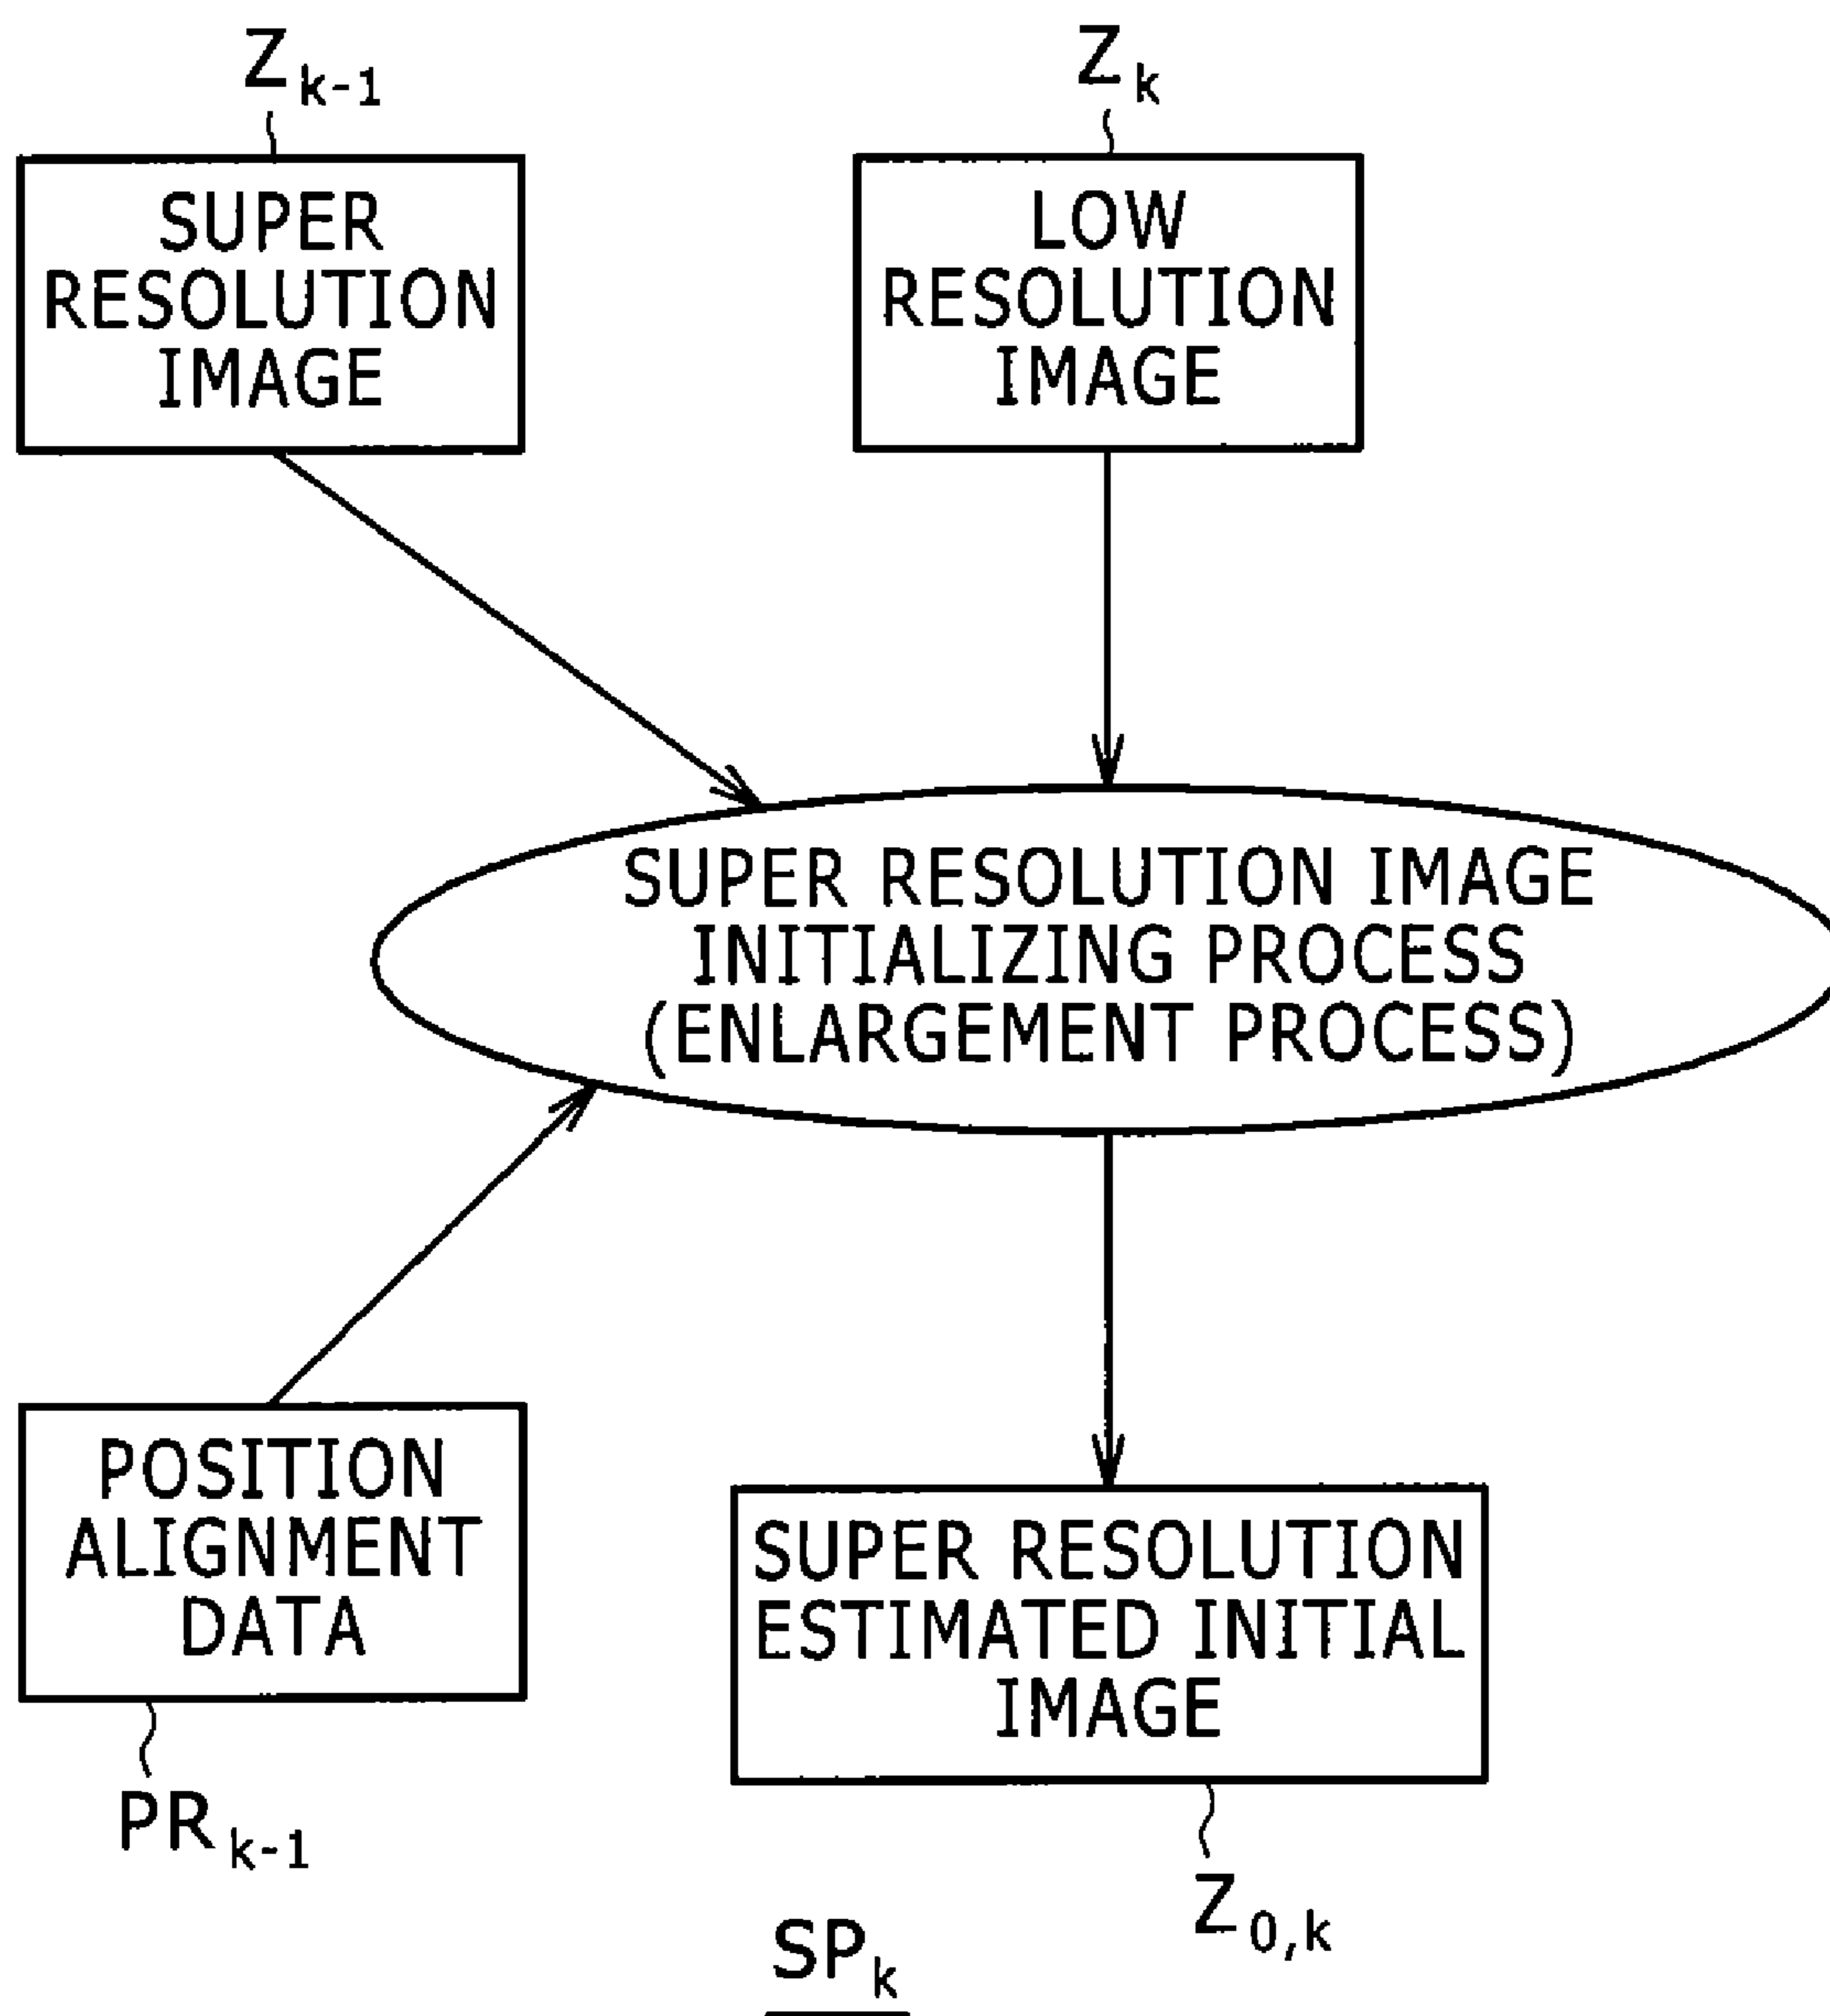 Z k-1
Z k
SUPER
RESOLUTION
IMAGE
LOW
RESOLUTION
IMAGE
SUPER RESOLUTION IMAGE
INITIALIZING PROCESS
(ENLARGEMENT PROCESS)
POSITION
ALIGNMENT
DATA
SUPER RESOLUTION
ESTIMATED INITIAL
IMAGE
PR k-1
Z 0,k
SP k